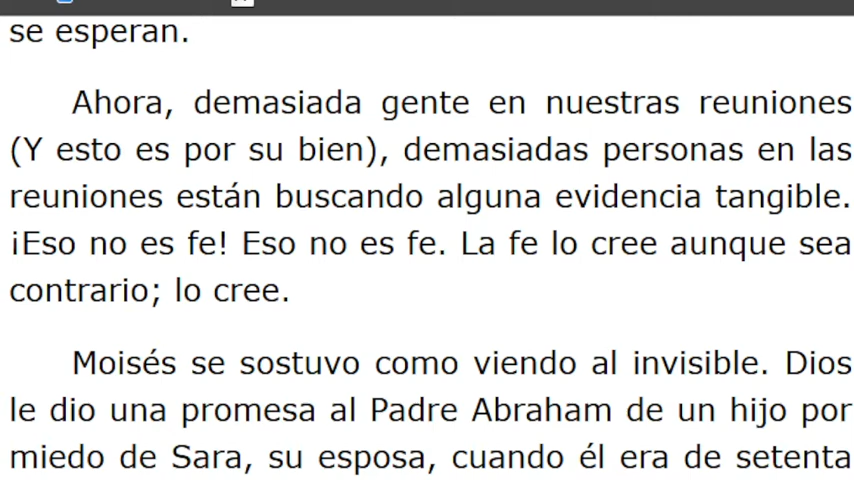 se esperan.
Ahora, demasiada gente en nuestras reuniones
(Y esto es por su bien), demasiadas personas en las
reuniones están buscando alguna evidencia tangible.
¡Eso no es fe! Eso no es fe. La fe lo cree aunque sea
contrario; lo cree.
Moisés se sostuvo como viendo al invisible. Dios
le dio una promesa al Padre Abraham de un hijo por
miedo de Sara, su esposa, cuando él era de setenta